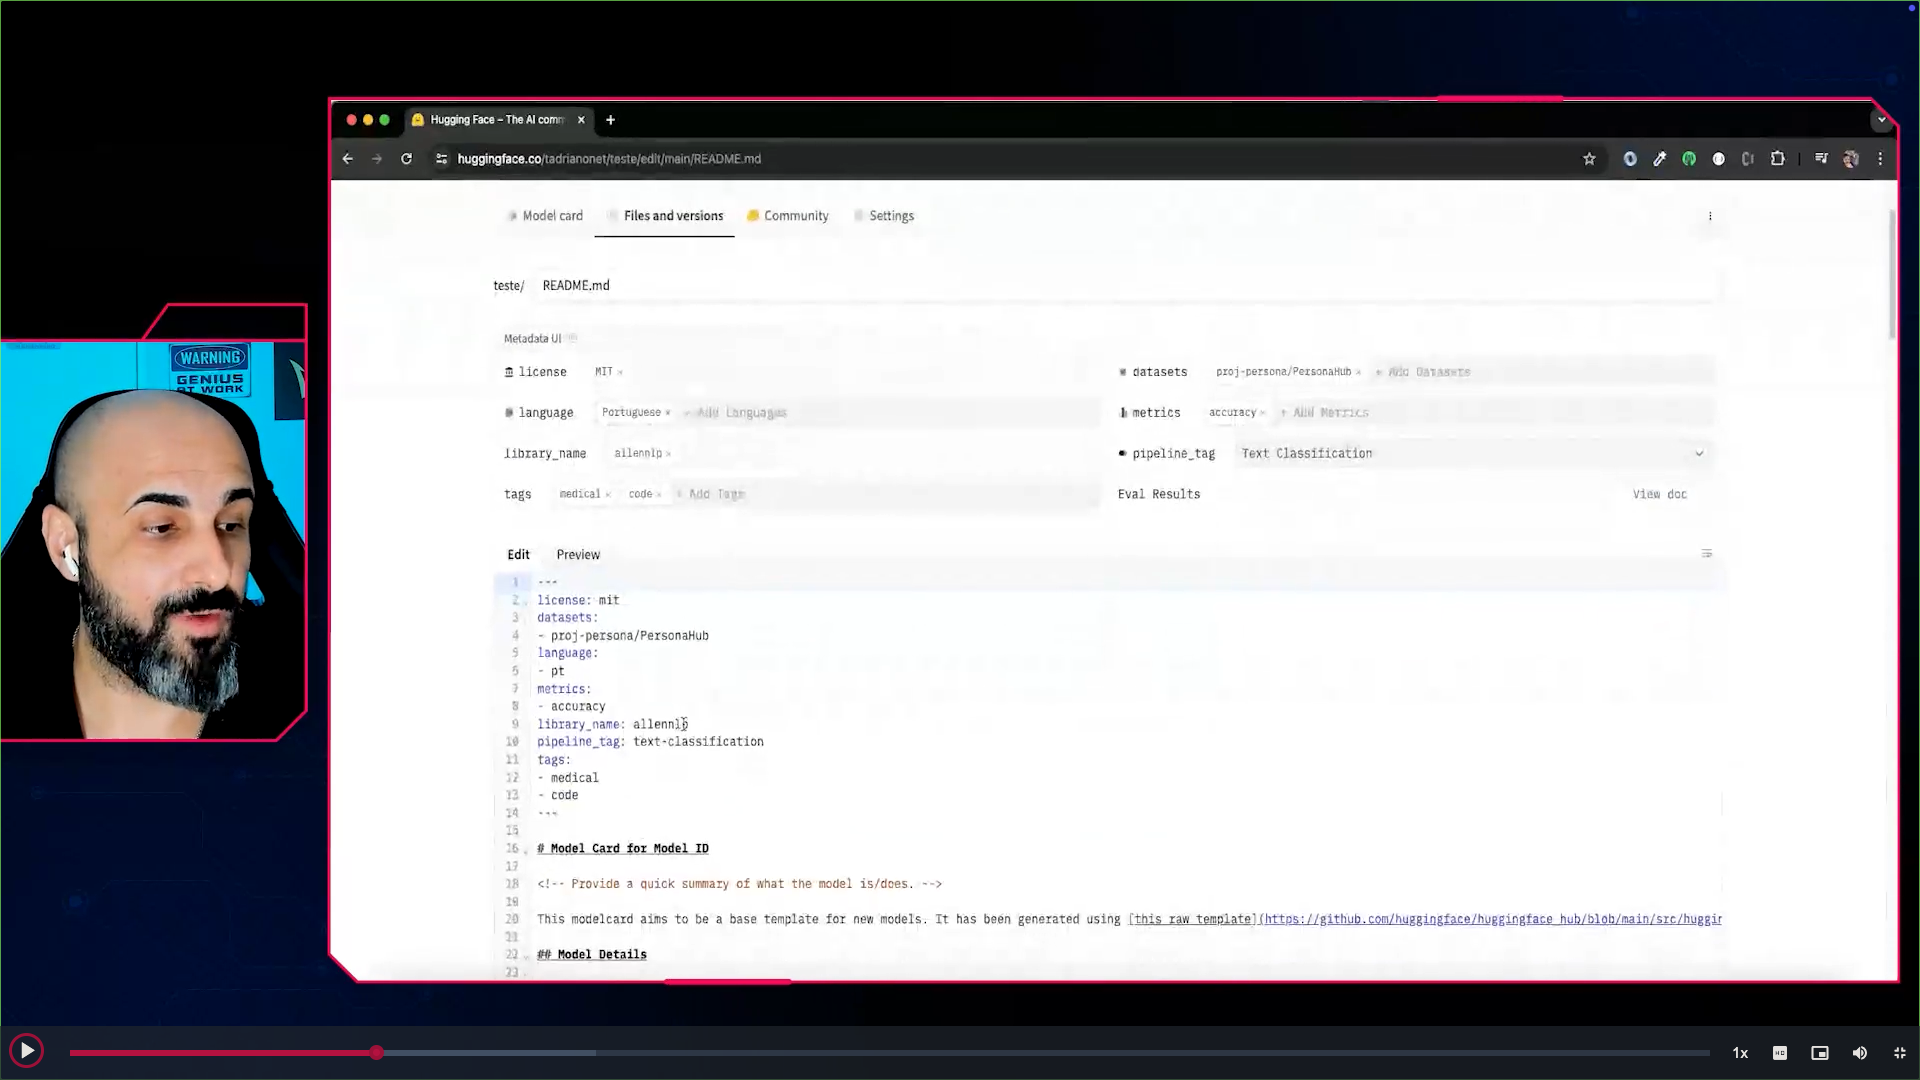 Hugging Face – The AI comm
huggingface.co/tadrianonet/teste/edit/main/README.md
Model card
Files and versions
Community
Settings
teste/ README.md
Metadata UI
license MIT ×
datasets proj-persona/PersonaHub × + Add Datasets
language Portuguese × + Add Languages
metrics accuracy × + Add Metrics
library_name allennlp ×
pipeline_tag Text Classification
tags medical × code × + Add Tags
Eval Results View doc
Edit Preview
1 ---
2 license: mit
3 datasets:
4 - proj-persona/PersonaHub
5 language:
6 - pt
7 metrics:
8 - accuracy
9 library_name: allennlp
10 pipeline_tag: text-classification
11 tags:
12 - medical
13 - code
14 ---
15
16 # Model Card for Model ID
17
18 <!-- Provide a quick summary of what the model is/does. -->
19
20 This modelcard aims to be a base template for new models. It has been generated using [this raw template](https://github.com/huggingface/huggingface_hub/blob/main/src/huggin
21
22 ## Model Details
23
WARNING
GENIUS
AT WORK
1x
HD